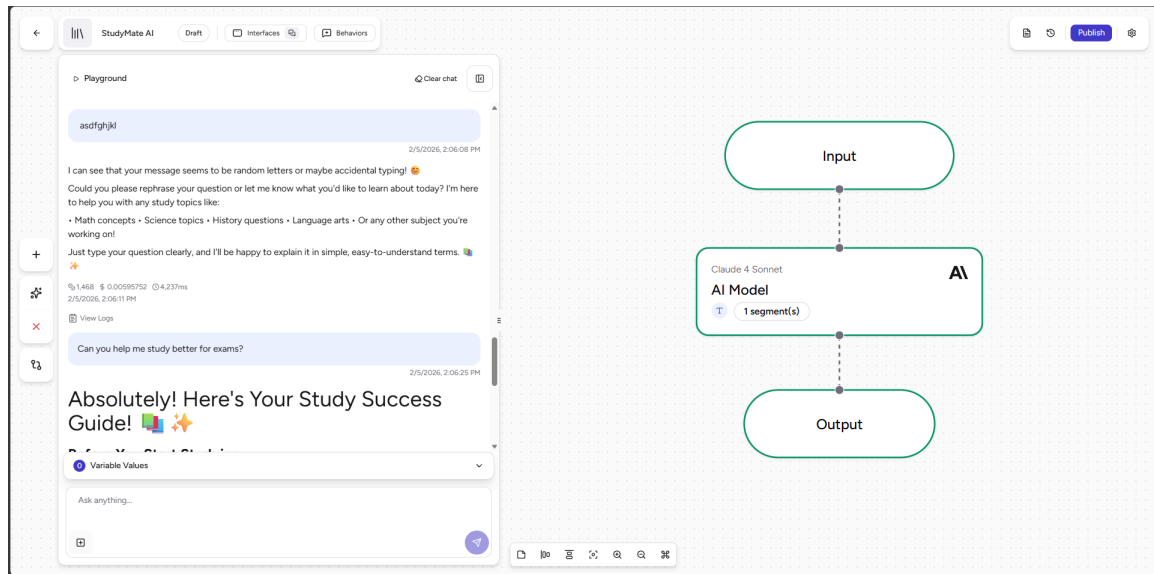 StudyMate AI
Draft
Interfaces
Behaviors
Publish
Playground
Clear chat
asdfghjkl
2/5/2026, 2:06:08 PM
I can see that your message seems to be random letters or maybe accidental typing! 😊
Could you please rephrase your question or let me know what you'd like to learn about today? I'm here
to help you with any study topics like:
• Math concepts • Science topics • History questions • Language arts • Or any other subject you're
working on!
Just type your question clearly, and I'll be happy to explain it in simple, easy-to-understand terms. 📚
✨
1,468 $ 0.00595752 4,237ms
2/5/2026, 2:06:11 PM
View Logs
Can you help me study better for exams?
2/5/2026, 2:06:25 PM
Absolutely! Here's Your Study Success
Guide! 📚 ✨
0 Variable Values
Ask anything...
Input
Claude 4 Sonnet
AI Model
T 1 segment(s)
Output